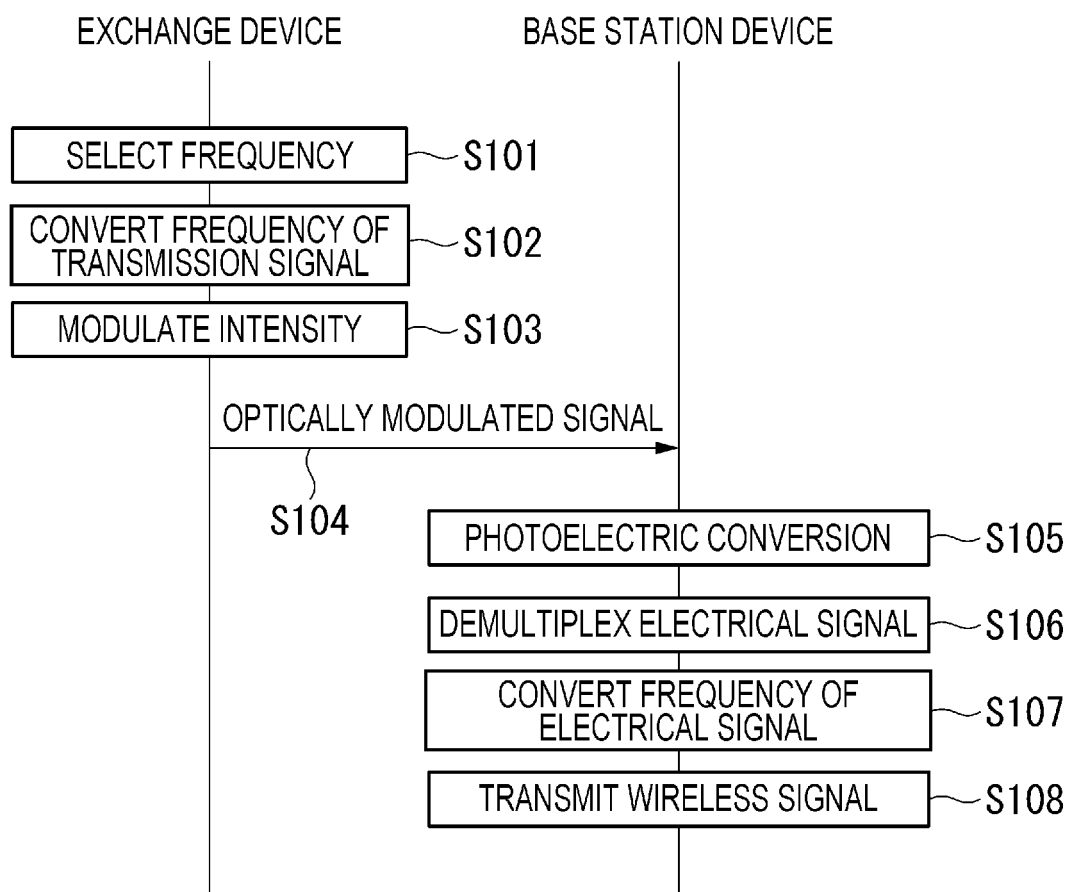 EXCHANGE DEVICE
BASE STATION DEVICE
SELECT FREQUENCY
S101
CONVERT FREQUENCY OF
TRANSMISSION SIGNAL
S102
MODULATE INTENSITY
S103
OPTICALLY MODULATED SIGNAL
S104
PHOTOELECTRIC CONVERSION
S105
DEMULTIPLEX ELECTRICAL SIGNAL
S106
CONVERT FREQUENCY OF
ELECTRICAL SIGNAL
S107
TRANSMIT WIRELESS SIGNAL
S108